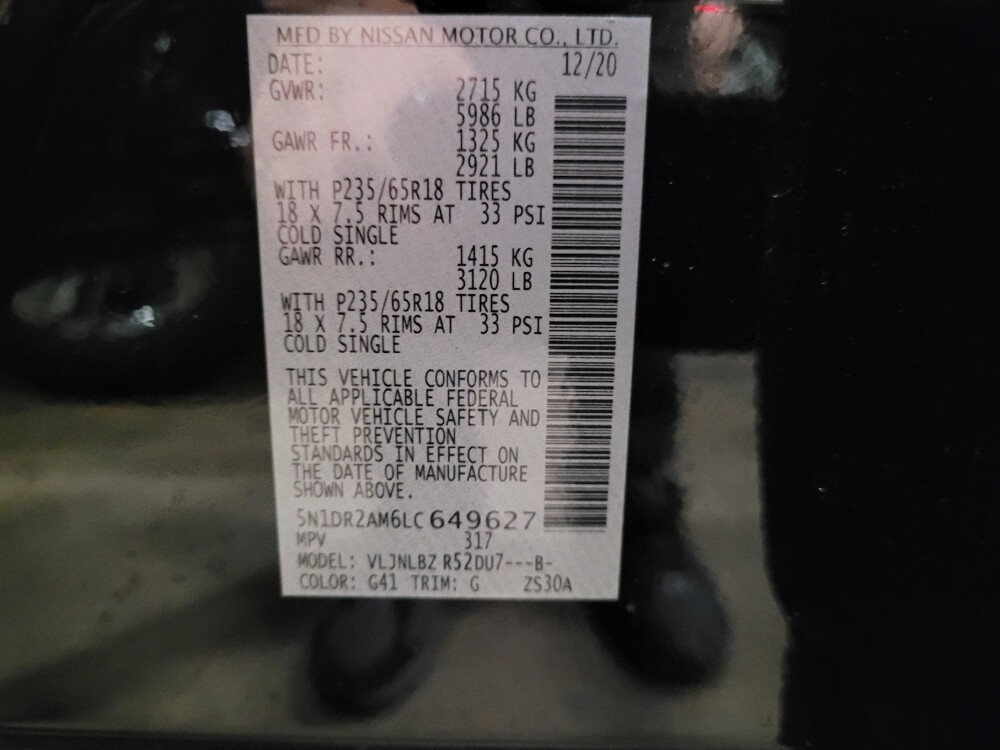 MFD BY NISSAN MOTOR CO., LTD.
DATE: 12/20
GVWR: 2715 KG
5986 LB
GAWR FR.: 1325 KG
2921 LB
WITH P235/65R18 TIRES
18 X 7.5 RIMS AT 33 PSI
COLD SINGLE
GAWR RR.: 1415 KG
3120 LB
WITH P235/65R18 TIRES
18 X 7.5 RIMS AT 33 PSI
COLD SINGLE
THIS VEHICLE CONFORMS TO
ALL APPLICABLE FEDERAL
MOTOR VEHICLE SAFETY AND
THEFT PREVENTION
STANDARDS IN EFFECT ON
THE DATE OF MANUFACTURE
SHOWN ABOVE.
5N1DR2AM6LC649627
MPV 317
MODEL: VLJNLBZ R52DU7---B-
COLOR: G41 TRIM: G ZS30A